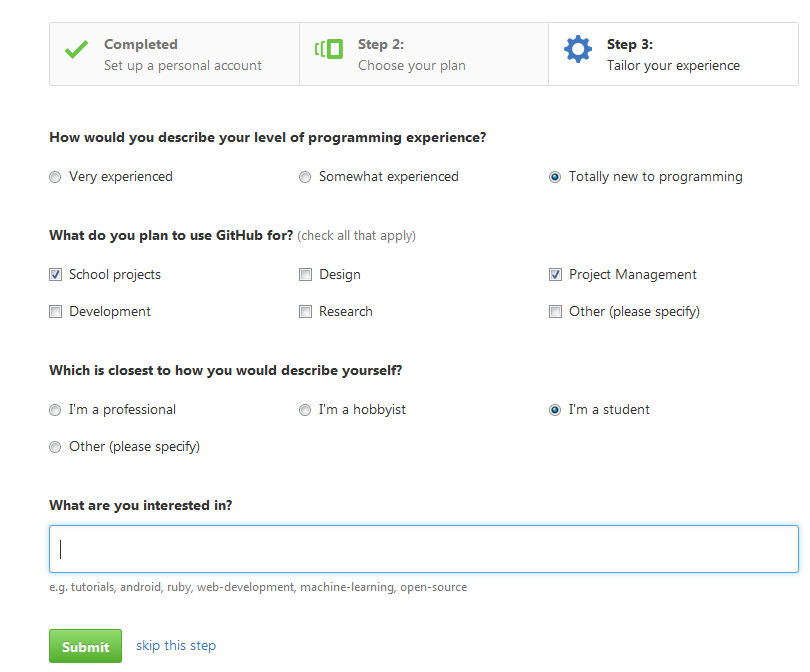 Completed
Set up a personal account
Step 2:
Choose your plan
Step 3:
Tailor your experience
How would you describe your level of programming experience?
Very experienced
Somewhat experienced
Totally new to programming
What do you plan to use GitHub for? (check all that apply)
School projects
Design
Project Management
Development
Research
Other (please specify)
Which is closest to how you would describe yourself?
I'm a professional
I'm a hobbyist
I'm a student
Other (please specify)
What are you interested in?
e.g. tutorials, android, ruby, web-development, machine-learning, open-source
Submit
skip this step